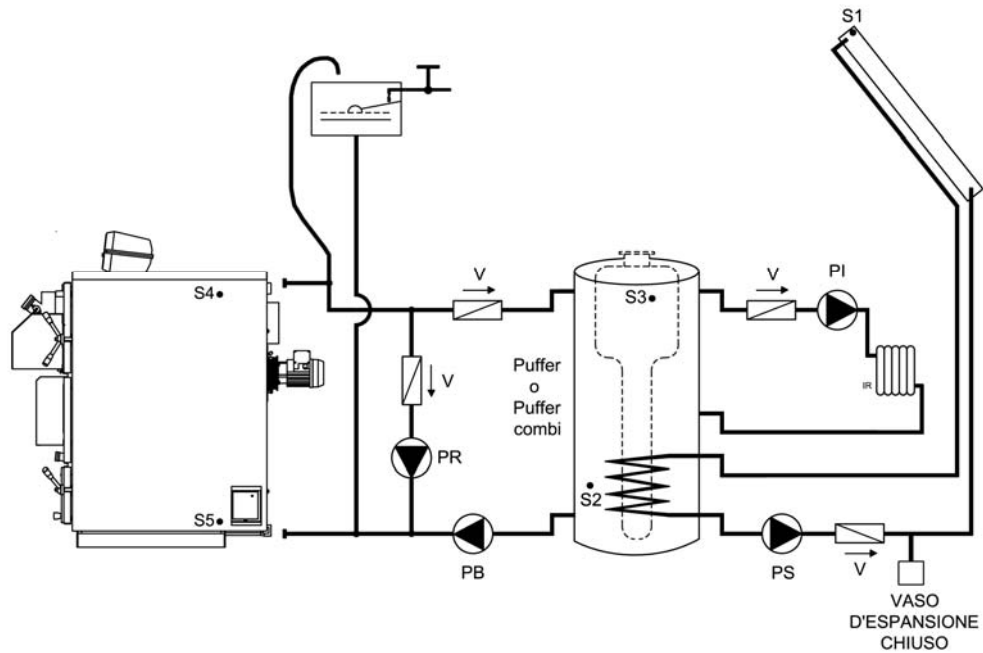 S1
S4
V
S3
V
PI
Puffer
o
Puffer
combi
V
IR
PR
S2
S5
PB
PS
V
VASO
D'ESPANSIONE
CHIUSO